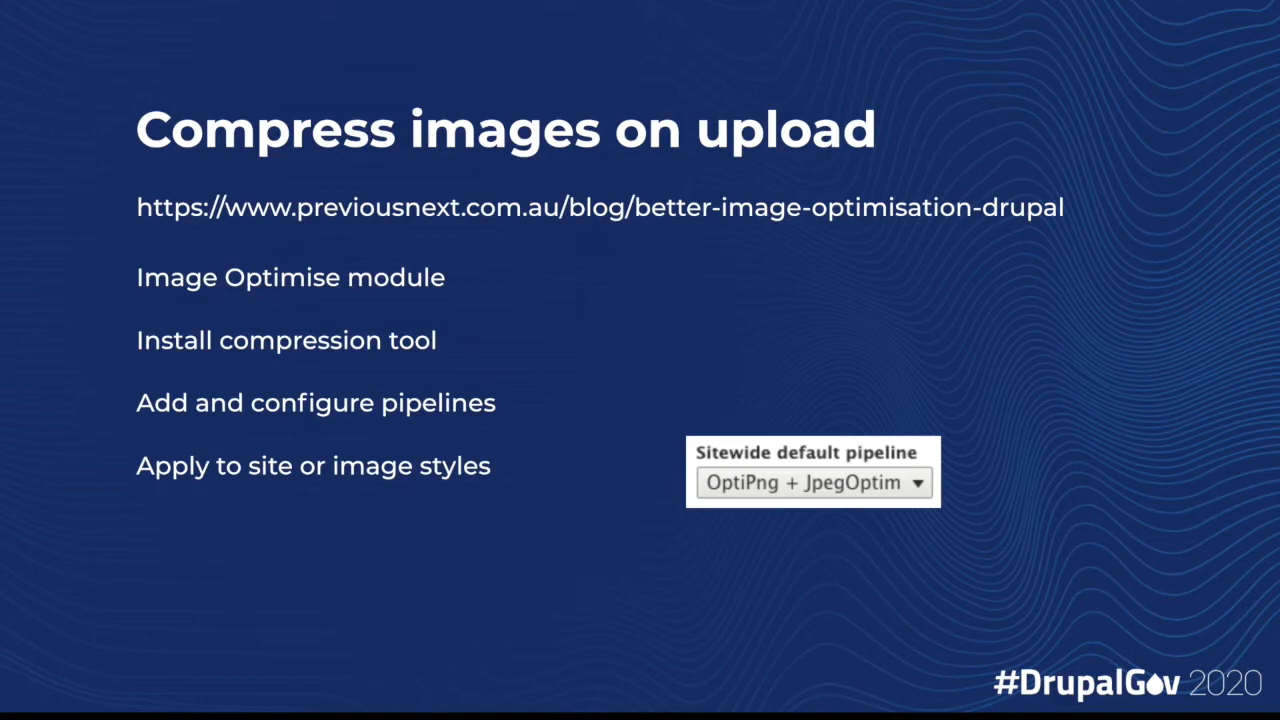 Compress images on upload
https://www.previousnext.com.au/blog/better-image-optimisation-drupal
Image Optimise module
Install compression tool
Add and configure pipelines
Apply to site or image styles
Sitewide default pipeline
OptiPng + JpegOptim
#DrupalGov 2020